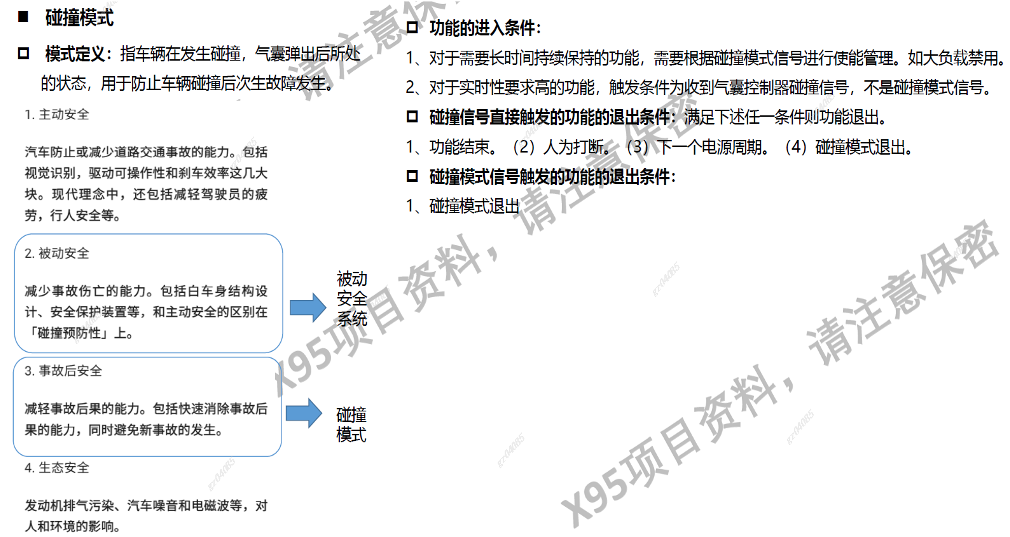 ■ 碰撞模式
模式定义：指车辆在发生碰撞，气囊弹出后所处
的状态，用于防止车辆碰撞后次生故障发生。
1. 主动安全
汽车防止或减少道路交通事故的能力。包括
视觉识别，驱动可操作性和刹车效率这几大
块。现代理念中，还包括减轻驾驶员的疲
劳，行人安全等。
2. 被动安全
减少事故伤亡的能力。包括白车身结构设
计、安全保护装置等，和主动安全的区别在
「碰撞预防性」上。
3. 事故后安全
减轻事故后果的能力。包括快速消除事故后
果的能力，同时避免新事故的发生。
4. 生态安全
发动机排气污染、汽车噪音和电磁波等，对
人和环境的影响。
被动
安全
系统
碰撞
模式
功能的进入条件：
1、对于需要长时间持续保持的功能，需要根据碰撞模式信号进行使能管理。如大负载禁用。
2、对于实时性要求高的功能，触发条件为收到气囊控制器碰撞信号，不是碰撞模式信号。
碰撞信号直接触发的功能的退出条件：满足下述任一条件则功能退出。
1、功能结束。（2）人为打断。（3）下一个电源周期。（4）碰撞模式退出。
碰撞模式信号触发的功能的退出条件：
1、碰撞模式退出
请注意保密
X95项目资料，请注意保密
X95项目资料，请注意保密
xr04085
xr04085
xr04085
xr04085